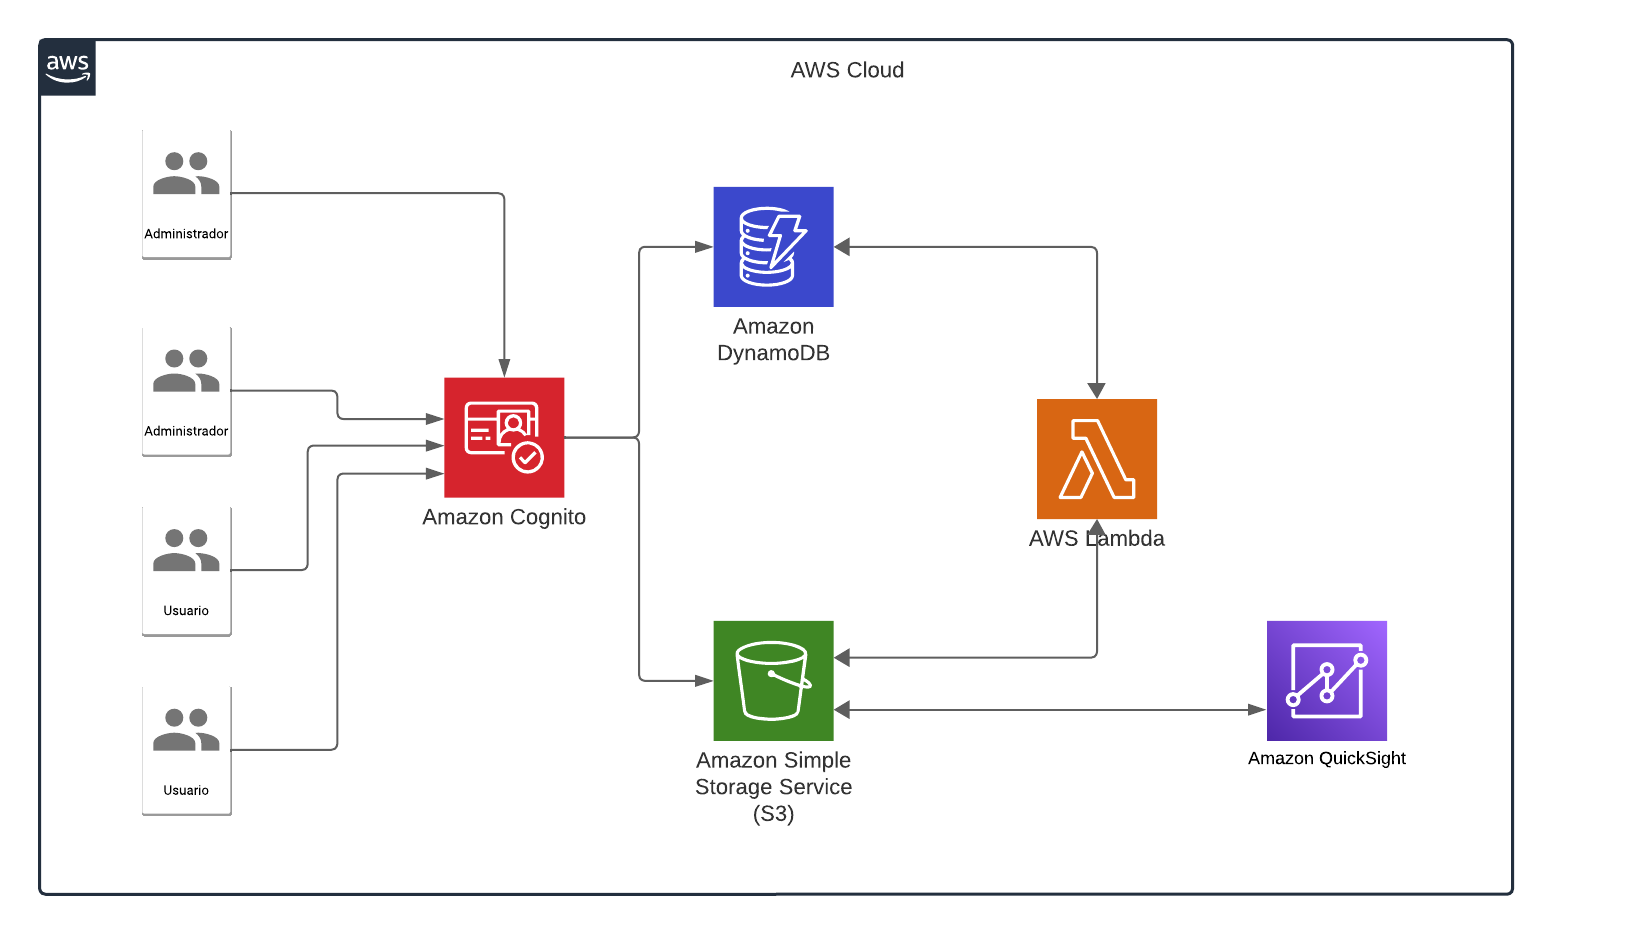 aws
AWS Cloud
Administrador
Administrador
Usuario
Usuario
Amazon Cognito
Amazon
DynamoDB
AWS Lambda
Amazon Simple
Storage Service
(S3)
Amazon QuickSight